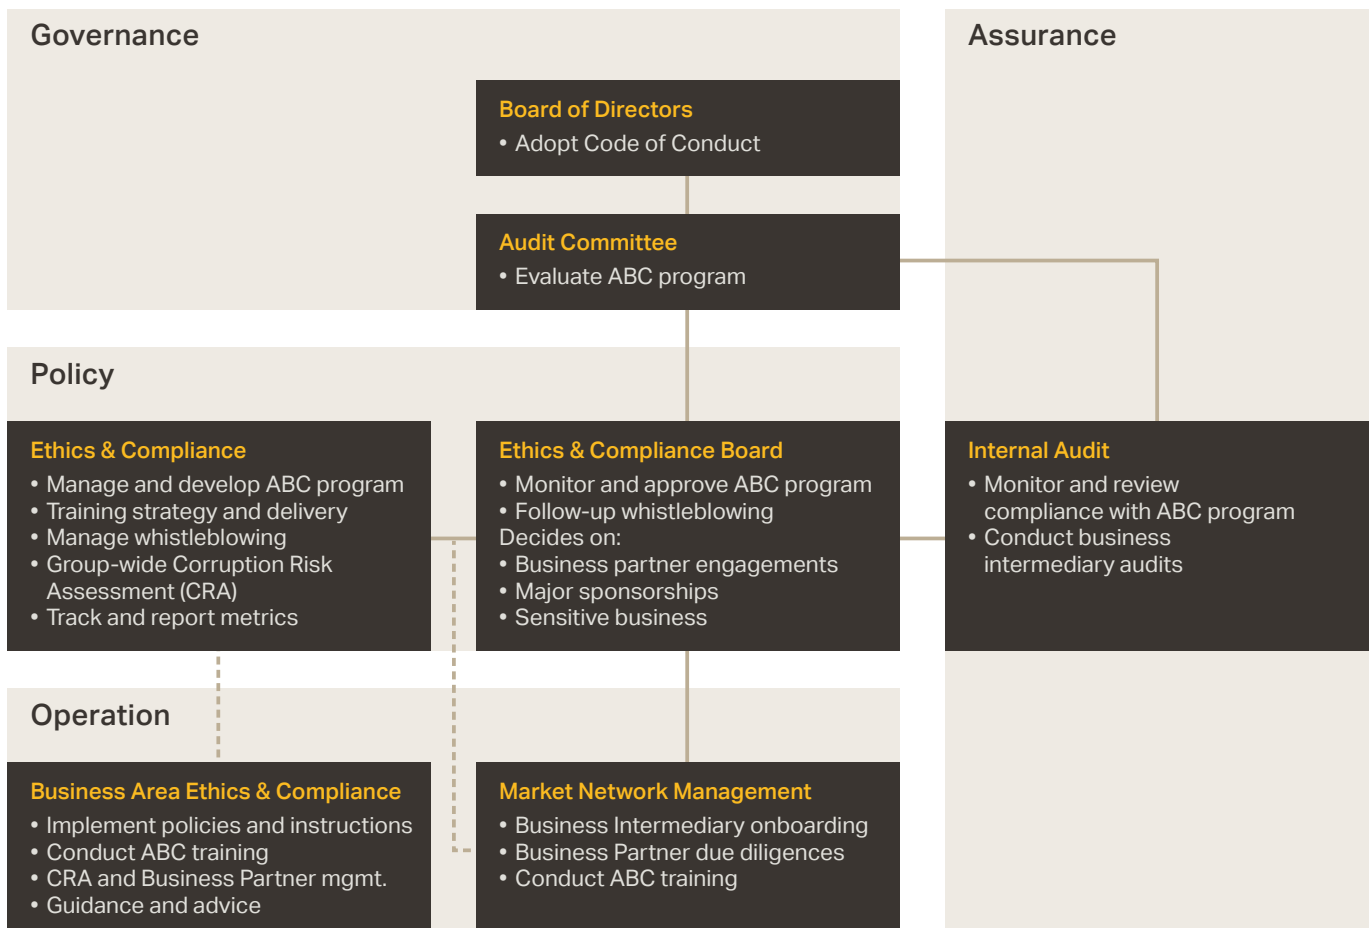 Governance
Board of Directors
• Adopt Code of Conduct
Audit Committee
• Evaluate ABC program
Policy
Ethics & Compliance
• Manage and develop ABC program
• Training strategy and delivery
• Manage whistleblowing
• Group-wide Corruption Risk
Assessment (CRA)
• Track and report metrics
Ethics & Compliance Board
• Monitor and approve ABC program
• Follow-up whistleblowing
Decides on:
• Business partner engagements
• Major sponsorships
• Sensitive business
Operation
Business Area Ethics & Compliance
• Implement policies and instructions
• Conduct ABC training
• CRA and Business Partner mgmt.
• Guidance and advice
Market Network Management
• Business Intermediary onboarding
• Business Partner due diligences
• Conduct ABC training
Assurance
Internal Audit
• Monitor and review
compliance with ABC program
• Conduct business
intermediary audits